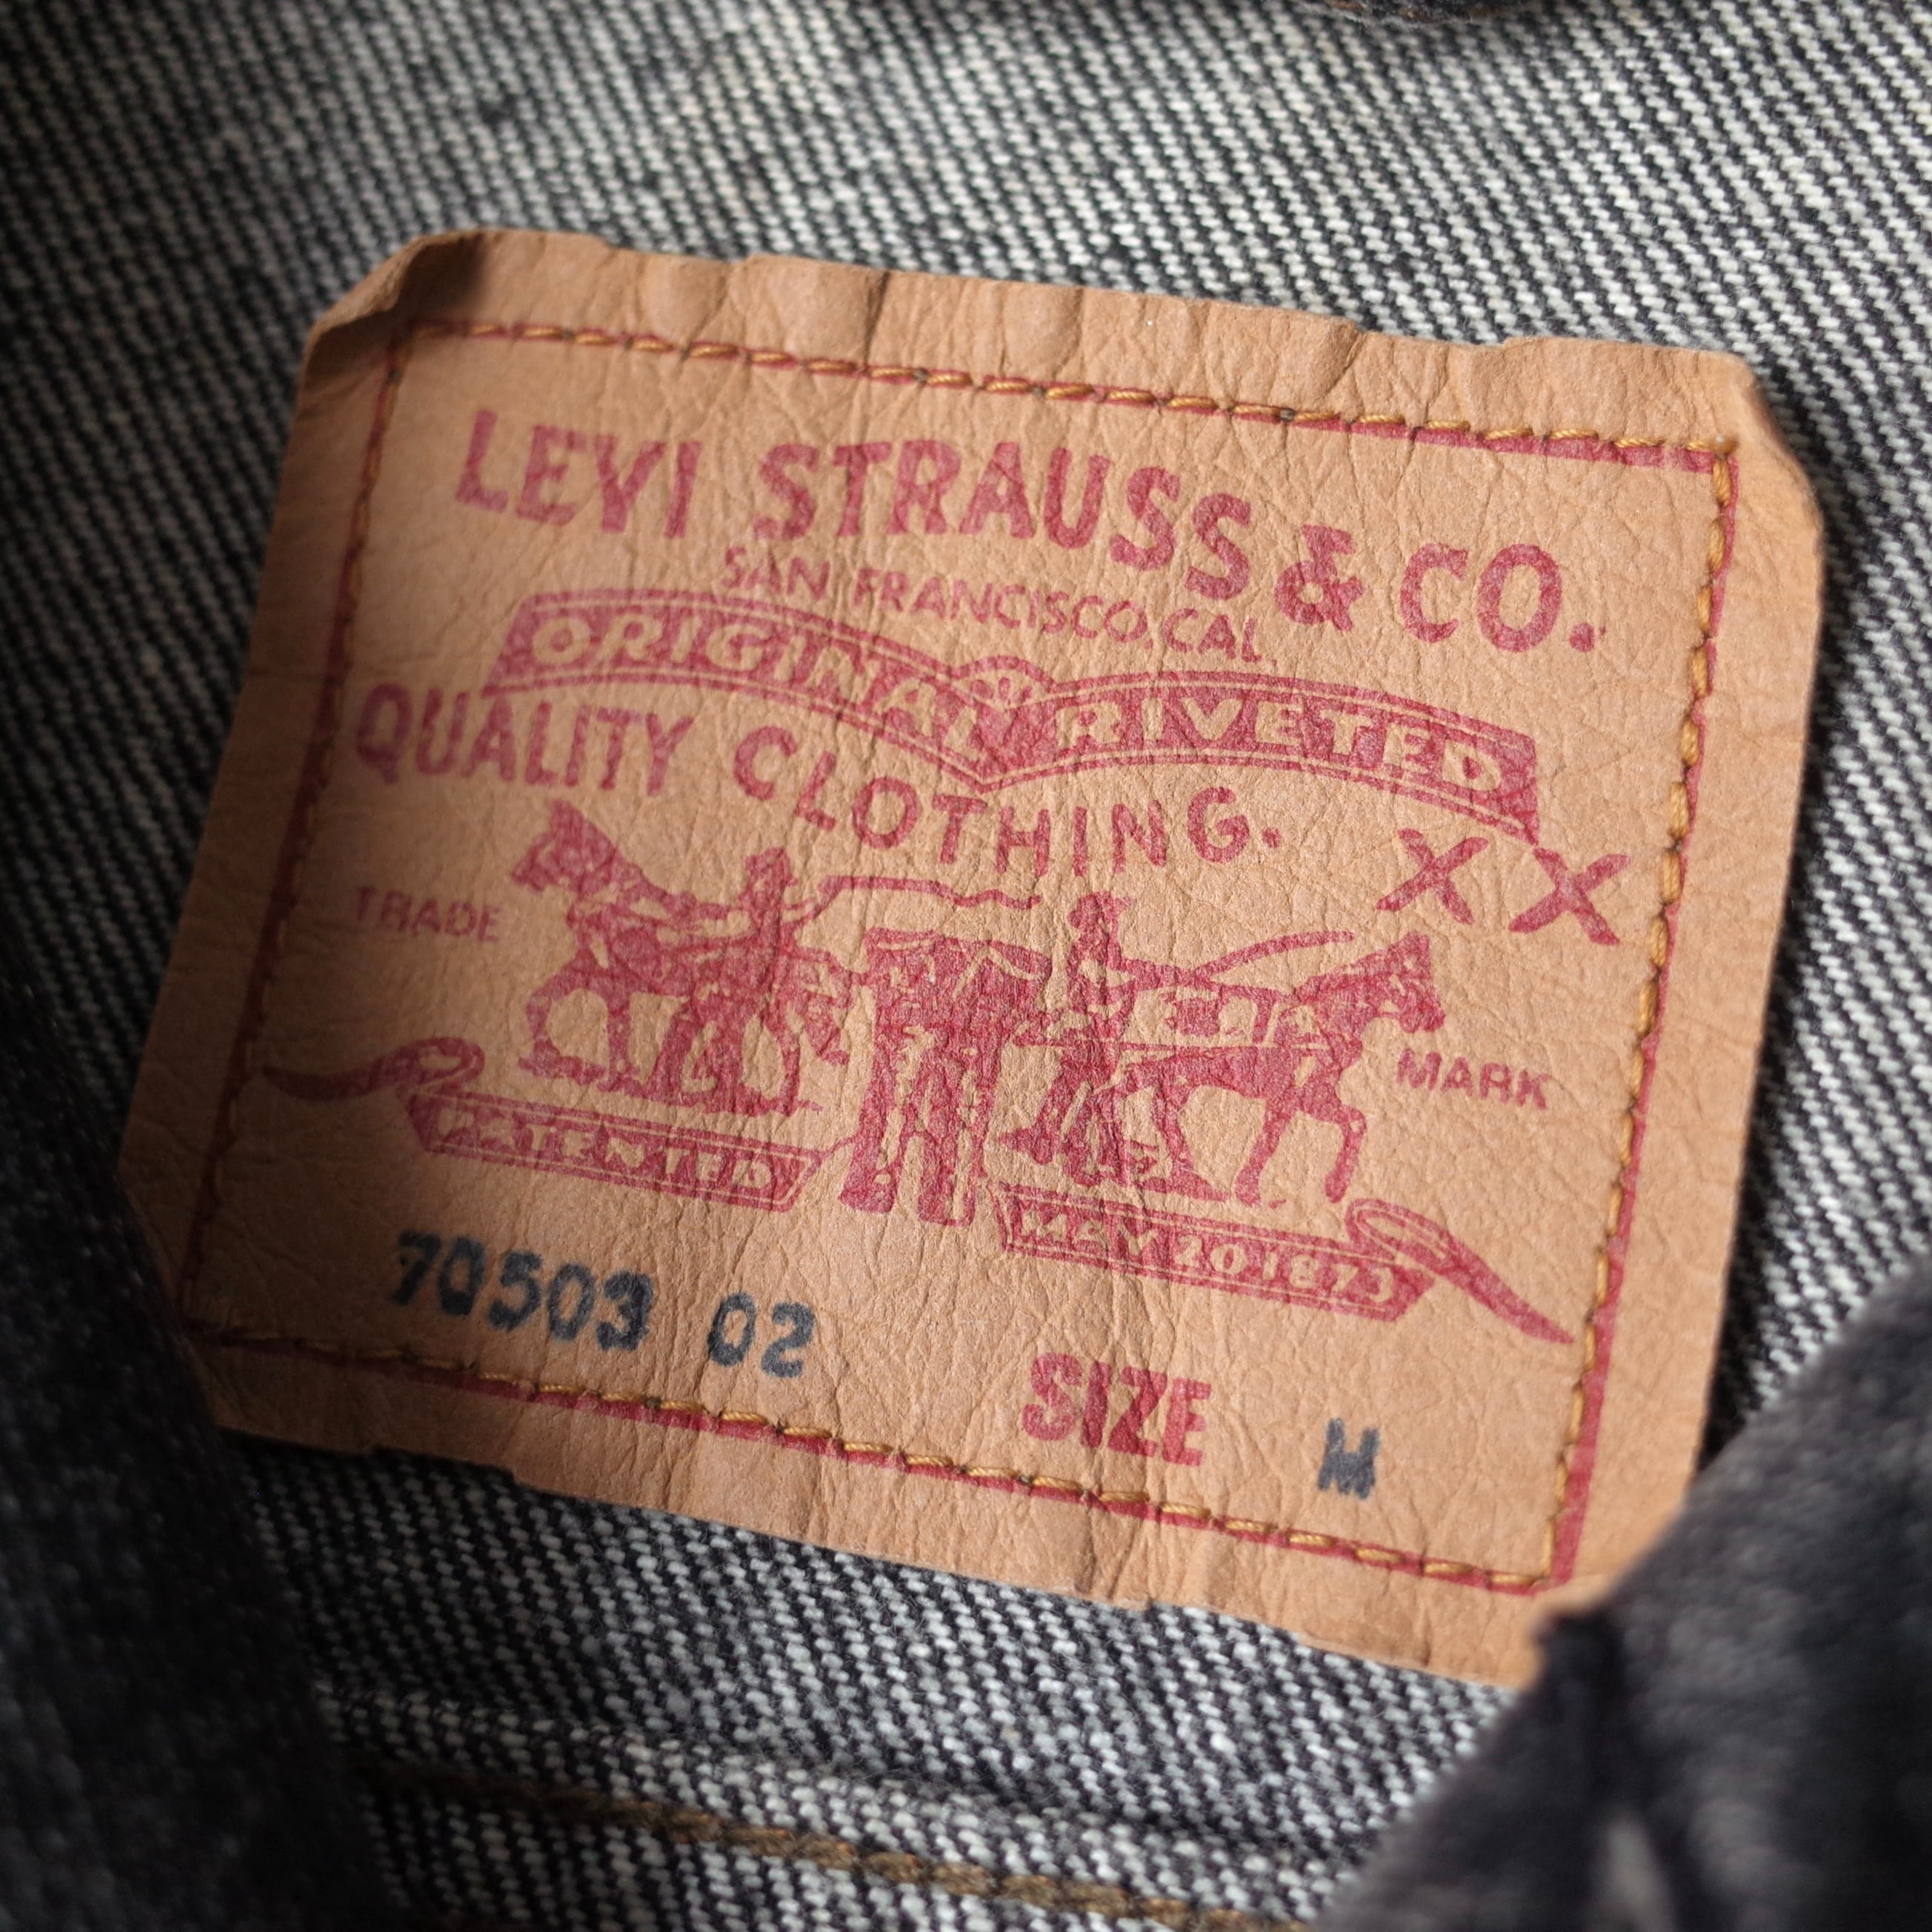 LEVI STRAUSS & CO.
SAN FRANCISCO, CAL.
ORIGINAL RIVETED
QUALITY CLOTHING.
XX
TRADE MARK
PATENTED MAY 20 1873
70503 02
SIZE M